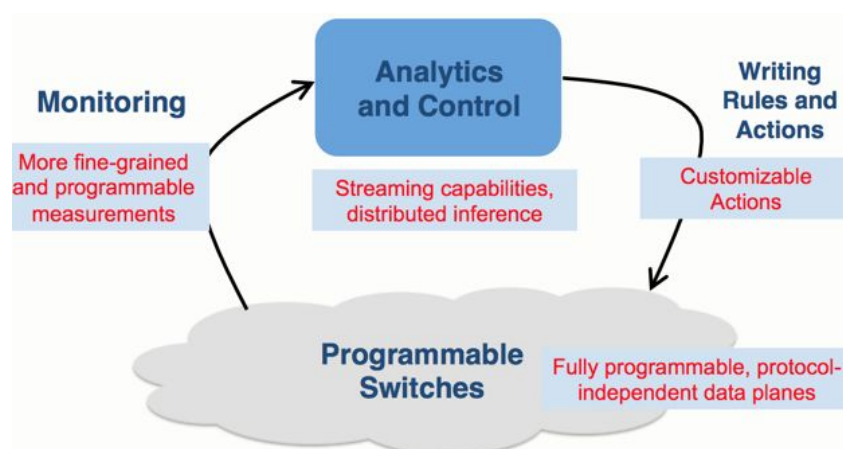 Analytics
and Control
Monitoring
Writing
Rules and
Actions
More fine-grained
and programmable
measurements
Streaming capabilities,
distributed inference
Customizable
Actions
Programmable
Switches
Fully programmable, protocol-
independent data planes